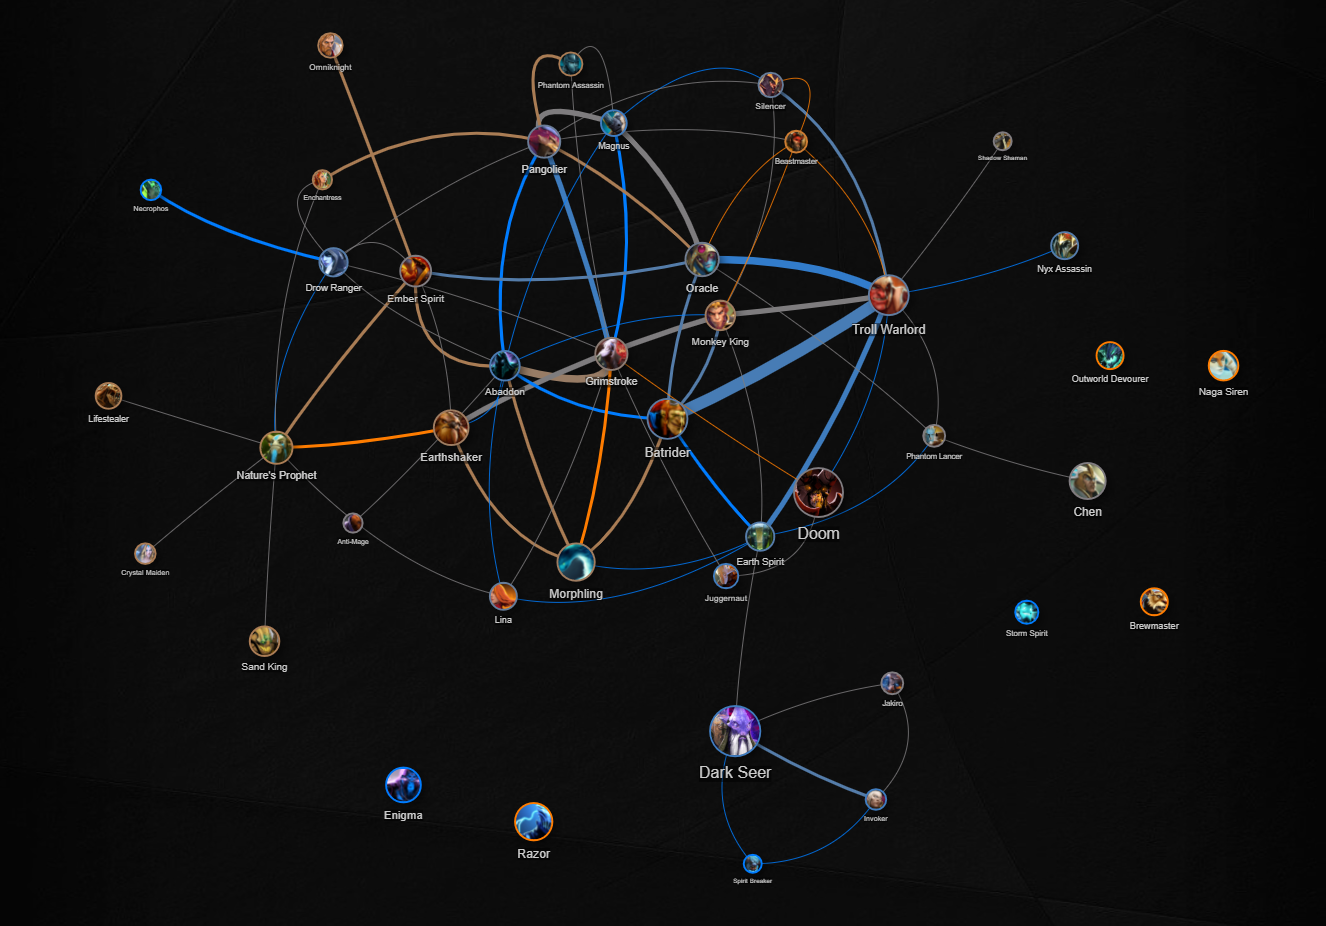 Omniknight
Phantom Assassin
Silencer
Magnus
Beastmaster
Shadow Shaman
Pangolier
Enchantress
Necrophos
Nyx Assassin
Drow Ranger
Oracle
Ember Spirit
Troll Warlord
Monkey King
Outworld Devourer
Grimstroke
Abaddon
Naga Siren
Lifestealer
Batrider
Earthshaker
Phantom Lancer
Nature's Prophet
Chen
Doom
Anti-Mage
Earth Spirit
Crystal Maiden
Morphling
Juggernaut
Lina
Brewmaster
Storm Spirit
Sand King
Jakiro
Dark Seer
Enigma
Invoker
Razor
Spirit Breaker